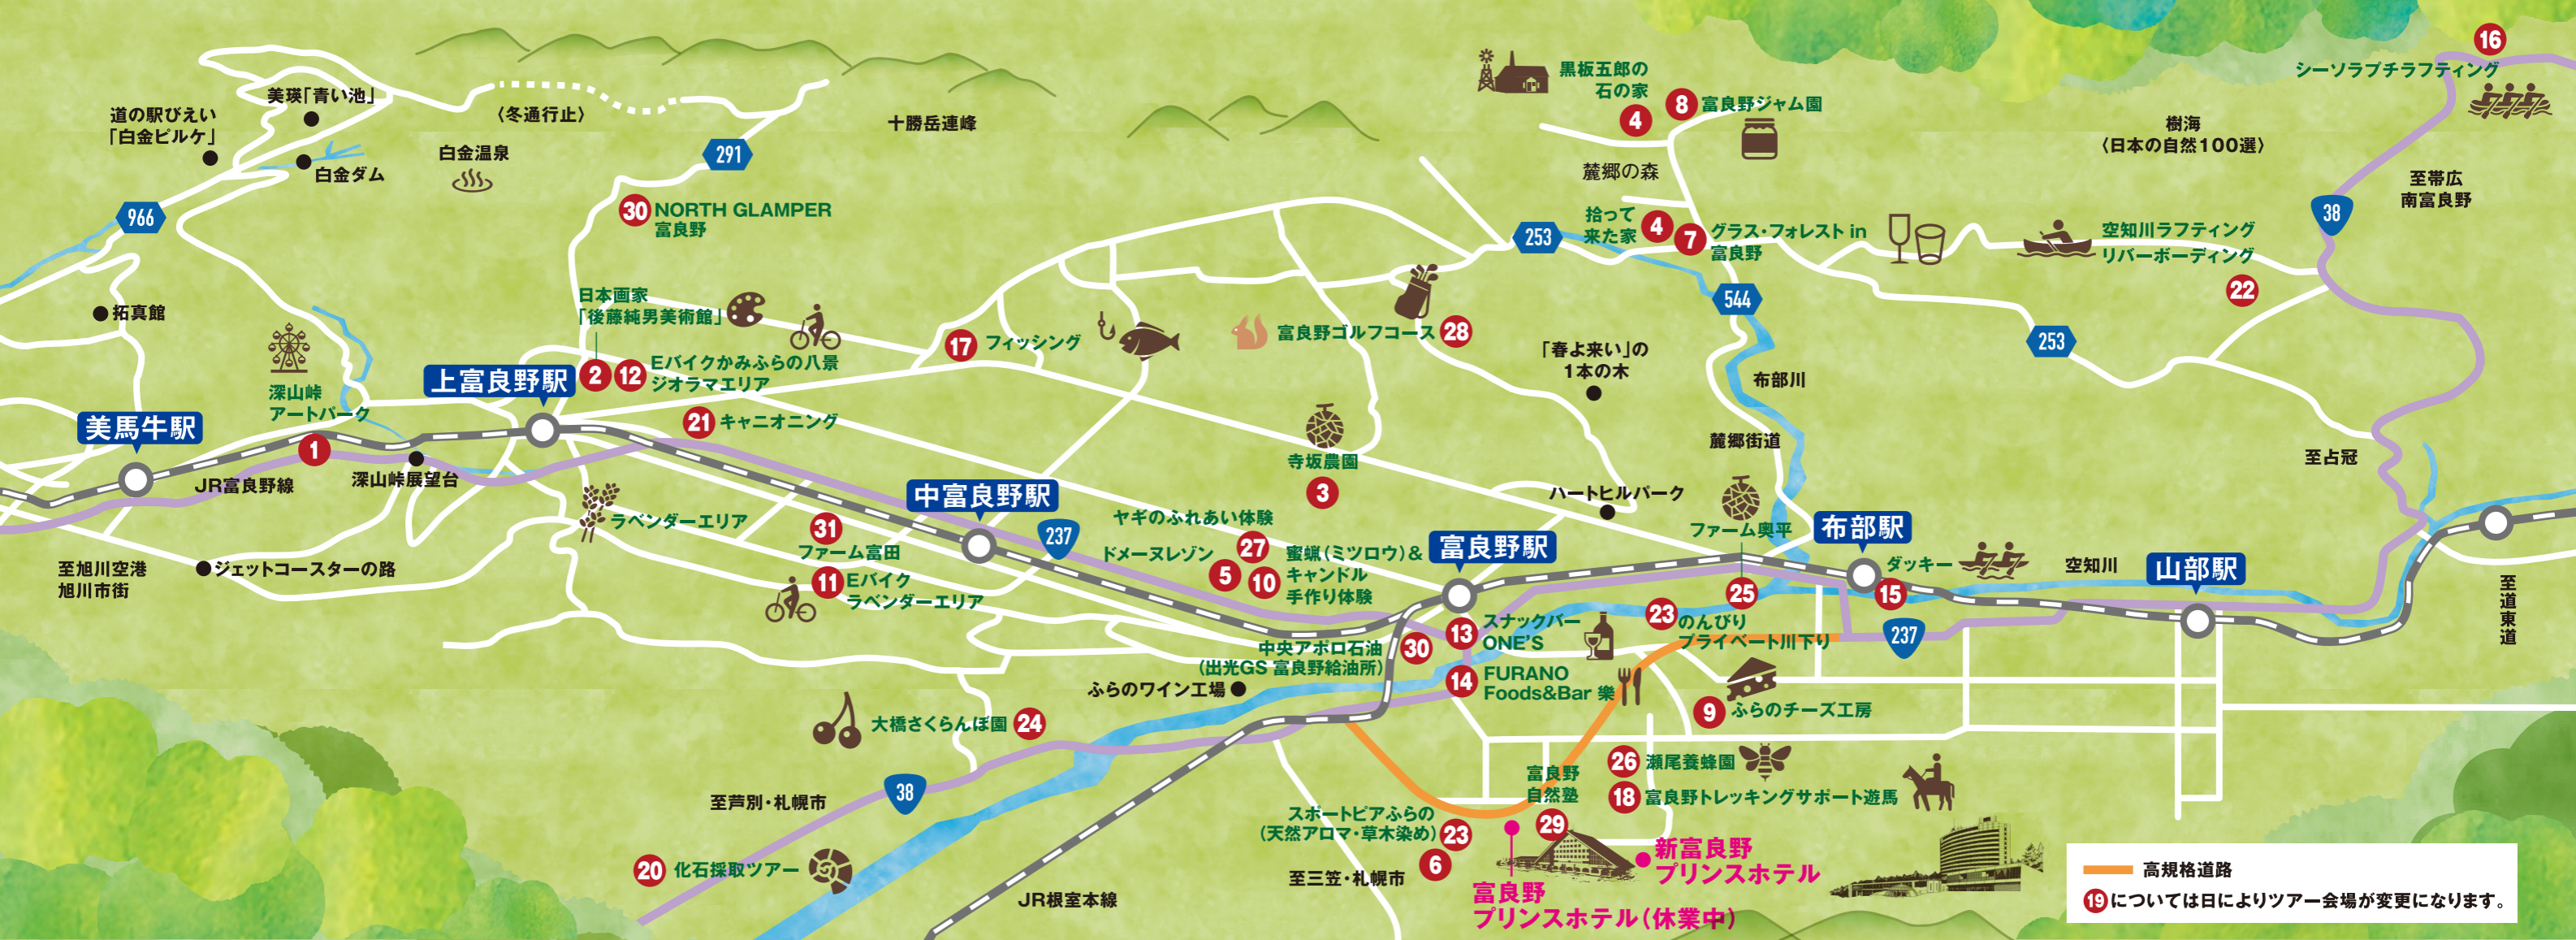 美瑛「青い池」
道の駅びえい
「白金ビルケ」
白金ダム
白金温泉
〈冬通行止〉
291
十勝岳連峰
966
30 NORTH GLAMPER
富良野
拓真館
深山峠
アートパーク
1
美馬牛駅
JR富良野線
深山峠展望台
上富良野駅
日本画家
「後藤純男美術館」
2
12 Eバイクかみふらの八景
ジオラマエリア
21 キャニオニング
17 フィッシング
至旭川空港
旭川市街
ジェットコースターの路
ラベンダーエリア
31
ファーム富田
11 Eバイク
ラベンダーエリア
中富良野駅
237
ヤギのふれあい体験
27
ドメーヌレゾン
5
10
蜜蝋（ミツロウ）&
キャンドル
手作り体験
寺坂農園
3
富良野ゴルフコース 28
黒板五郎の
石の家
4
8 富良野ジャム園
麓郷の森
253
拾って
来た家 4
7 グラス・フォレスト in
富良野
544
「春よ来い」の
1本の木
布部川
麓郷街道
ハートヒルパーク
ファーム奥平
25
富良野駅
布部駅
ダッキー
15
空知川
山部駅
16
シーソラプチラフティング
樹海
〈日本の自然100選〉
至帯広
南富良野
38
空知川ラフティング
リバーボーディング
22
253
至占冠
至道東道
237
13 スナックバー
ONE'S
23 のんびり
プライベート川下り
中央アポロ石油 30
（出光GS 富良野給油所）
14 FURANO
Foods&Bar 樂
ふらのワイン工場
9 ふらのチーズ工房
大橋さくらんぼ園 24
38
至芦別・札幌市
20 化石採取ツアー
JR根室本線
26 瀬尾養蜂園
18 富良野トレッキングサポート遊馬
富良野
自然塾
29
スポートピアふらの
（天然アロマ・草木染め） 23
6
至三笠・札幌市
新富良野
プリンスホテル
富良野
プリンスホテル（休業中）
高規格道路
19については日によりツアー会場が変更になります。